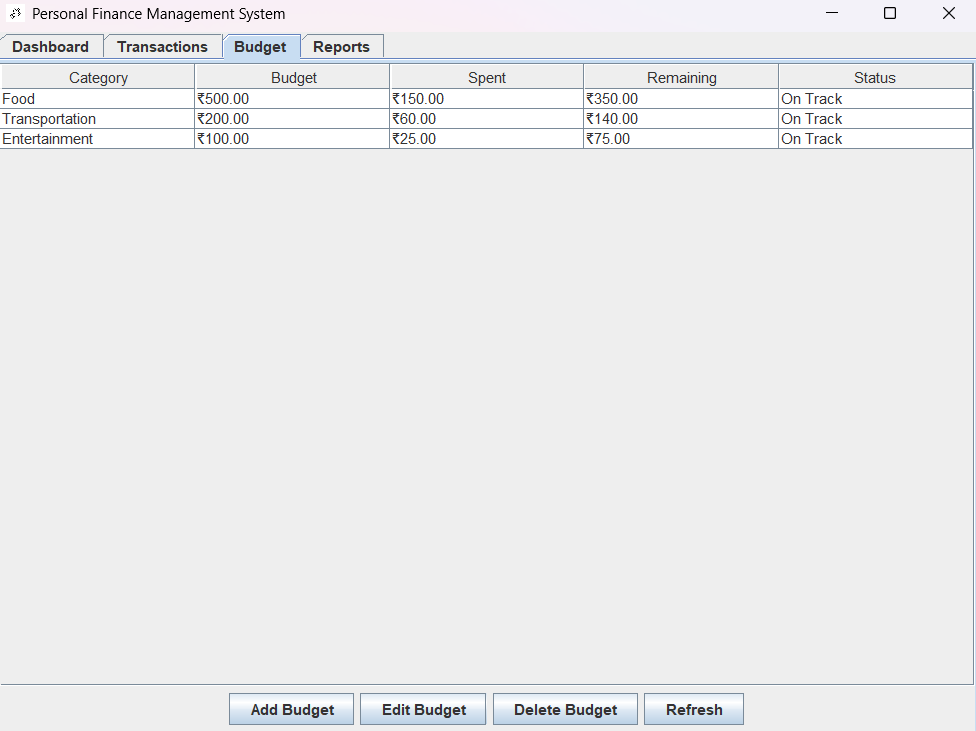 Personal Finance Management System
Dashboard Transactions Budget Reports
Category Budget Spent Remaining Status
Food ₹500.00 ₹150.00 ₹350.00 On Track
Transportation ₹200.00 ₹60.00 ₹140.00 On Track
Entertainment ₹100.00 ₹25.00 ₹75.00 On Track
Add Budget Edit Budget Delete Budget Refresh